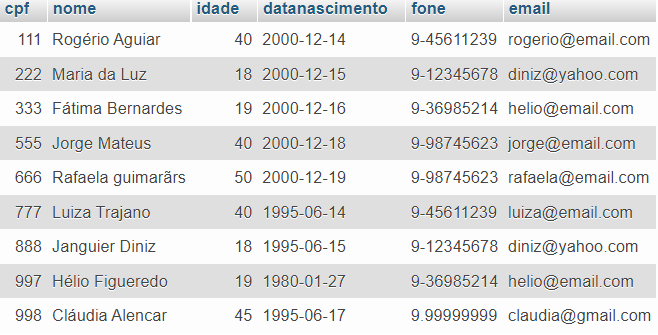 cpf nome idade datanascimento fone email
111 Rogério Aguiar 40 2000-12-14 9-45611239 rogerio@email.com
222 Maria da Luz 18 2000-12-15 9-12345678 diniz@yahoo.com
333 Fátima Bernardes 19 2000-12-16 9-36985214 helio@email.com
555 Jorge Mateus 40 2000-12-18 9-98745623 jorge@email.com
666 Rafaela guimarãrs 50 2000-12-19 9-98745623 rafaela@email.com
777 Luiza Trajano 40 1995-06-14 9-45611239 luiza@email.com
888 Janguier Diniz 18 1995-06-15 9-12345678 diniz@yahoo.com
997 Hélio Figueredo 19 1980-01-27 9-36985214 helio@email.com
998 Cláudia Alencar 45 1995-06-17 9.99999999 claudia@gmail.com